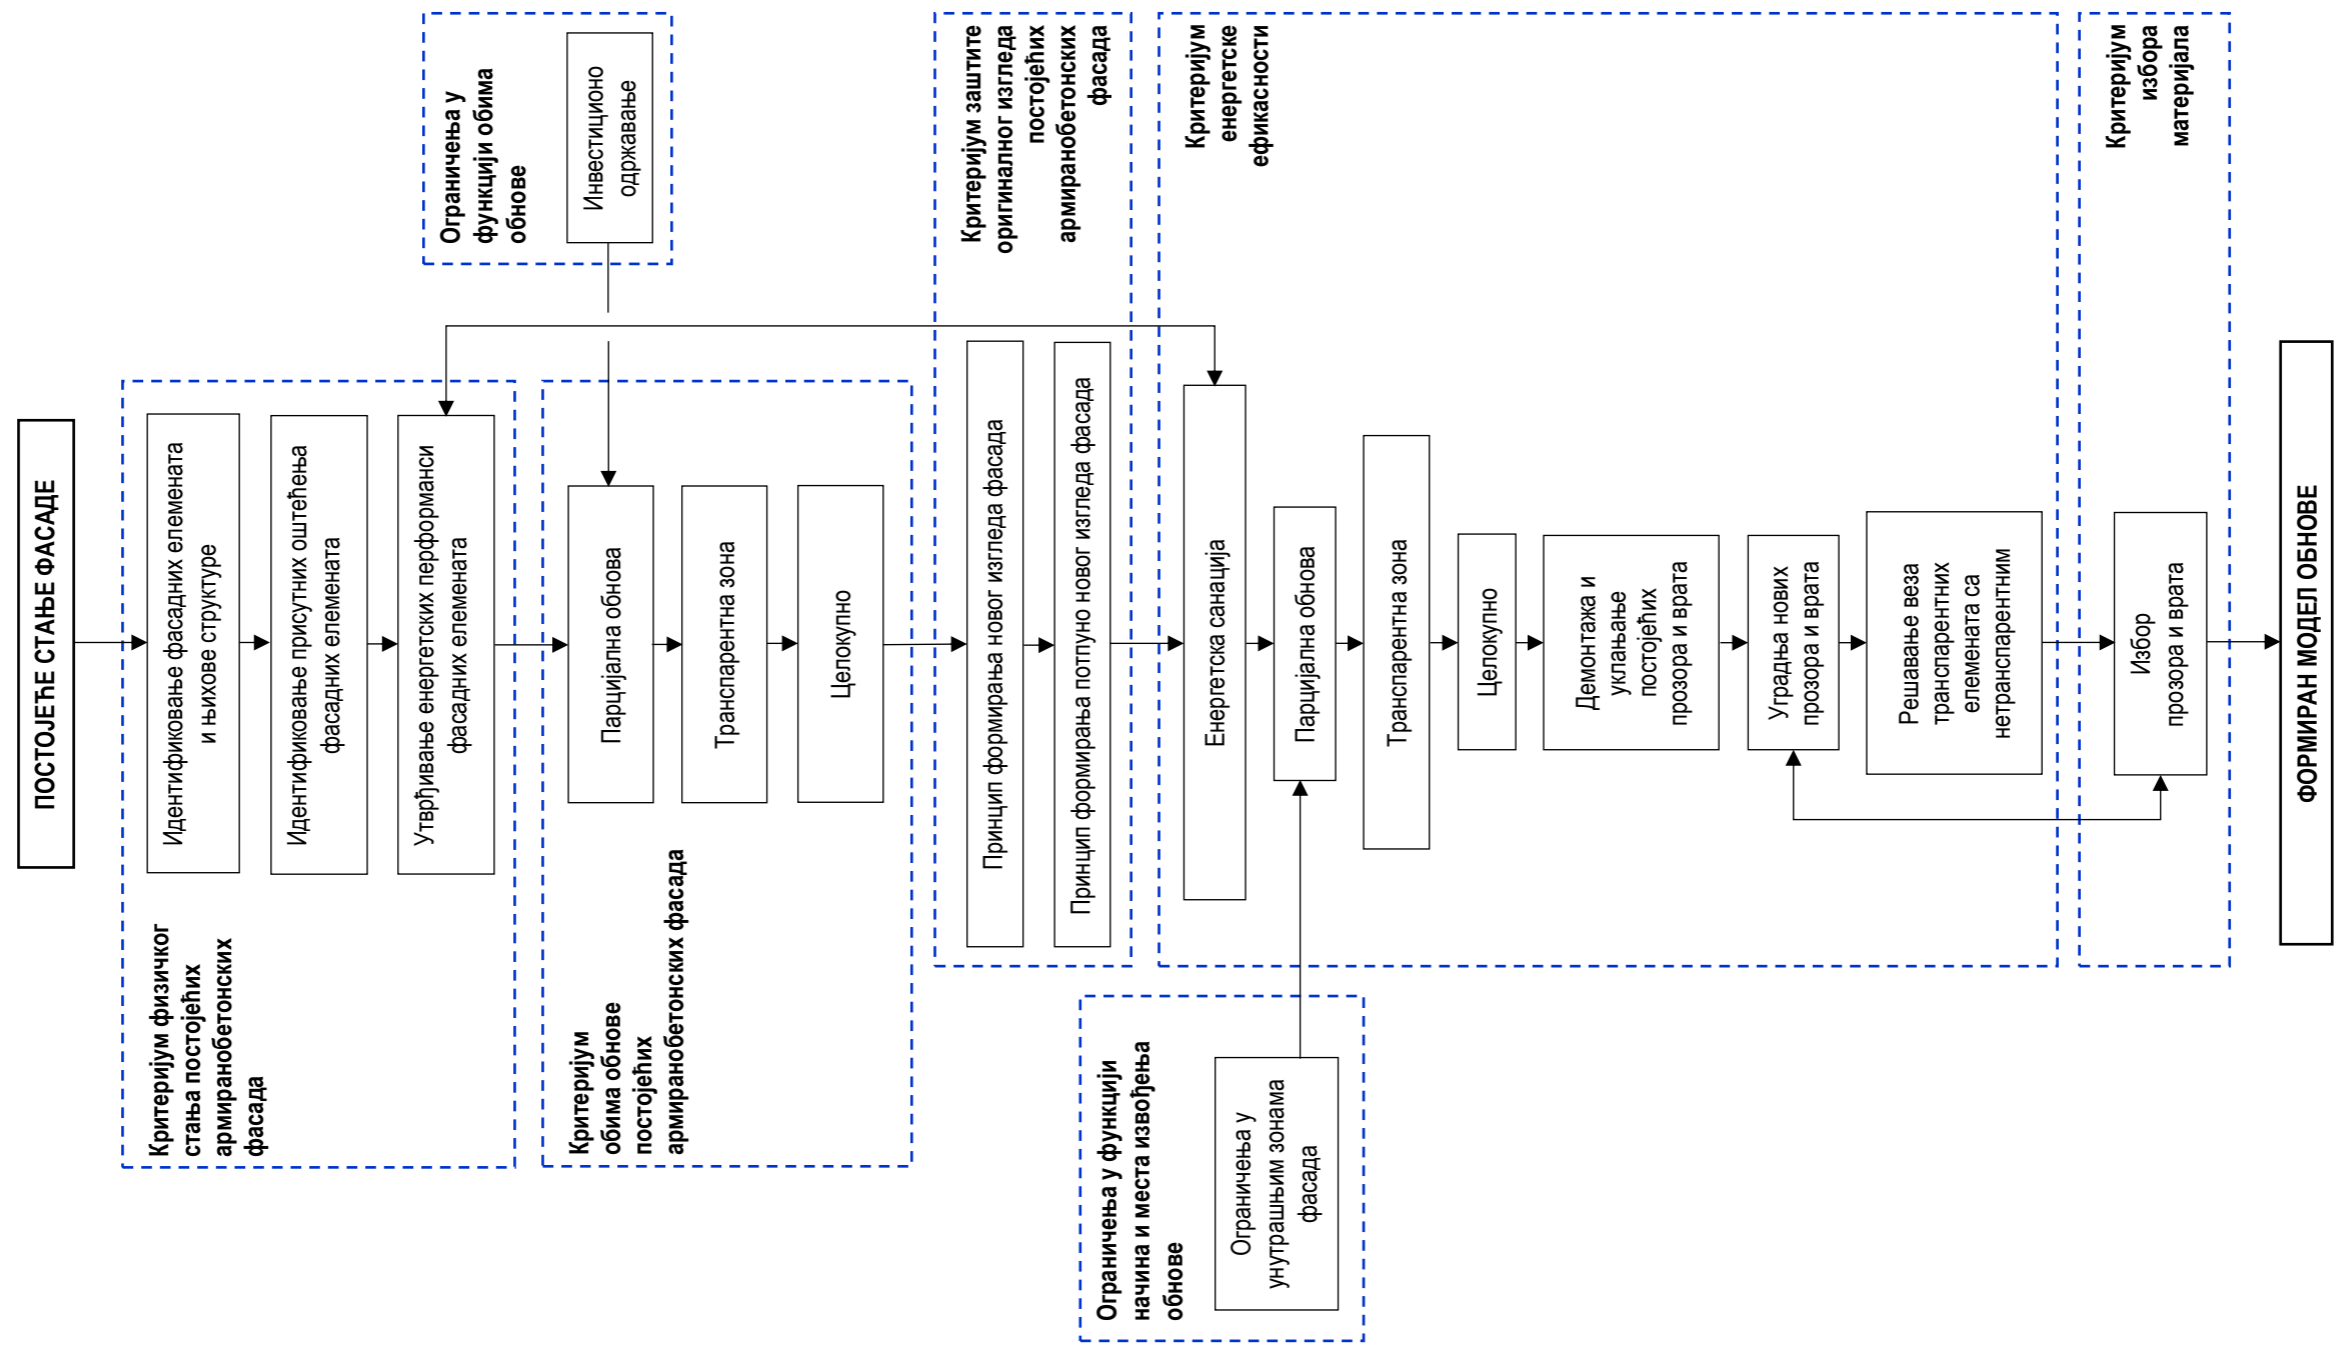 ПОСТОЈЕЋЕ СТАЊЕ ФАСАДЕ
Критеријум физичког
стања постојећих
армиранобетонских
фасада
Идентификовање фасадних елемената
и њихове структуре
Идентификовање присутних оштећења
фасадних елемената
Утврђивање енергетских перформанси
фасадних елемената
Ограничења у
функцији обима
обнове
Инвестиционо
одржавање
Критеријум
обима обнове
постојећих
армиранобетонских фасада
Парцијална обнова
Транспарентна зона
Целокупно
Критеријум заштите
оригиналног изгледа
постојећих
армиранобетонских
фасада
Принцип формирања новог изгледа фасада
Принцип формирања потпуно новог изгледа фасада
Ограничења у функцији
начина и места извођења
обнове
Ограничења у
унутрашњим зонама
фасада
Критеријум
енергетске
ефикасности
Енергетска санација
Парцијална обнова
Транспарентна зона
Целокупно
Демонтажа и
уклањање
постојећих
прозора и врата
Уградња нових
прозора и врата
Решавање веза
транспарентних
елемената са
нетранспарентним
Критеријум
избора
материјала
Избор
прозора и врата
ФОРМИРАН МОДЕЛ ОБНОВЕ